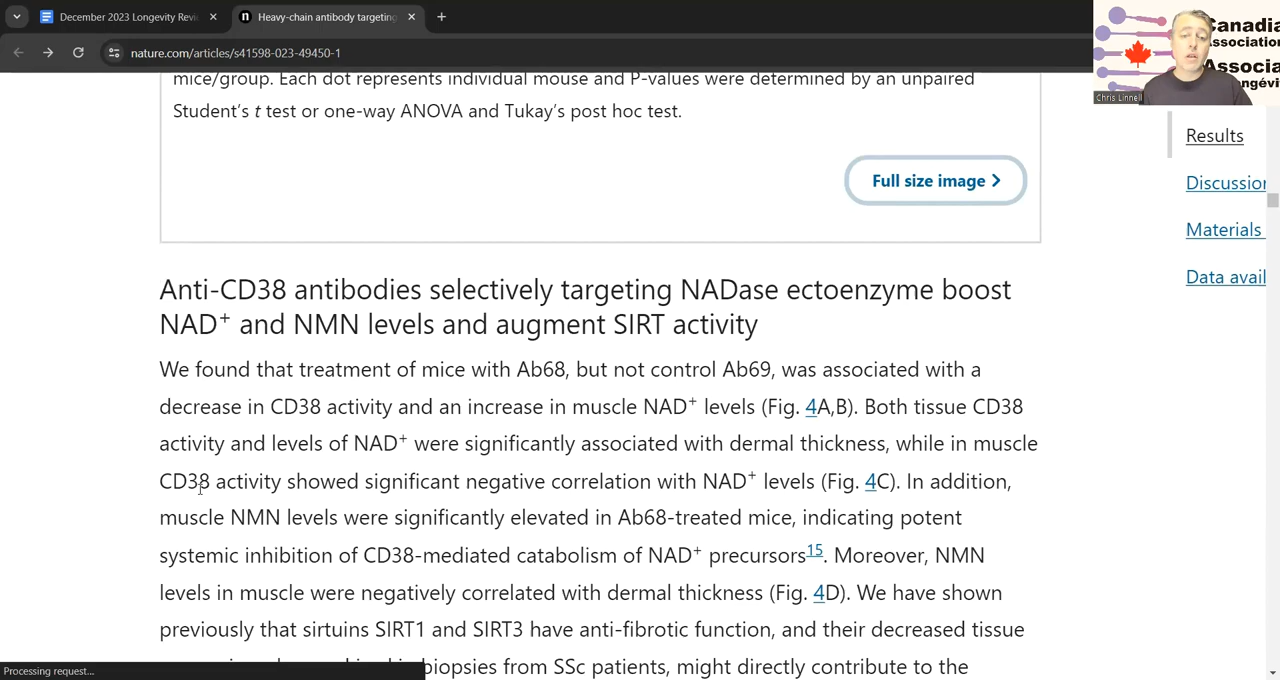 December 2023 Longevity Revi
Heavy-chain antibody targeting
nature.com/articles/s41598-023-49450-1
Canadia
ssociation
Associa
ngévi
Chris Linnell
mice/group. Each dot represents individual mouse and P-values were determined by an unpaired
Student's t test or one-way ANOVA and Tukay's post hoc test.
Full size image
Results
Discussion
Materials
Data avail
Anti-CD38 antibodies selectively targeting NADase ectoenzyme boost
NAD+ and NMN levels and augment SIRT activity
We found that treatment of mice with Ab68, but not control Ab69, was associated with a
decrease in CD38 activity and an increase in muscle NAD+ levels (Fig. 4A,B). Both tissue CD38
activity and levels of NAD+ were significantly associated with dermal thickness, while in muscle
CD38 activity showed significant negative correlation with NAD+ levels (Fig. 4C). In addition,
muscle NMN levels were significantly elevated in Ab68-treated mice, indicating potent
systemic inhibition of CD38-mediated catabolism of NAD+ precursors15. Moreover, NMN
levels in muscle were negatively correlated with dermal thickness (Fig. 4D). We have shown
previously that sirtuins SIRT1 and SIRT3 have anti-fibrotic function, and their decreased tissue
biopsies from SSc patients, might directly contribute to the
Processing request...